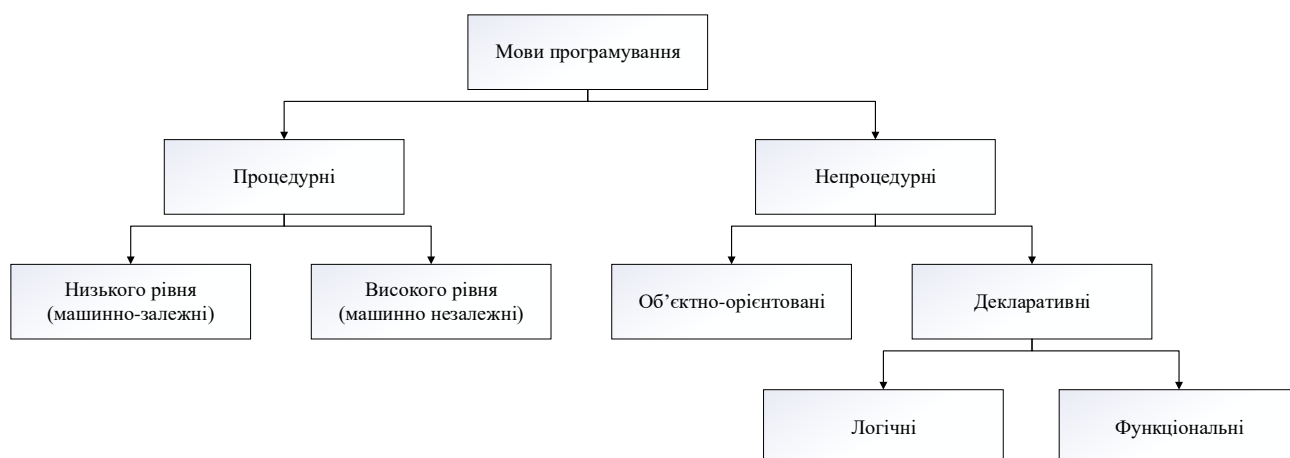 Мови програмування
Процедурні
Непроцедурні
Низького рівня
(машинно-залежні)
Високого рівня
(машинно незалежні)
Об’єктно-орієнтовані
Декларативні
Логічні
Функціональні